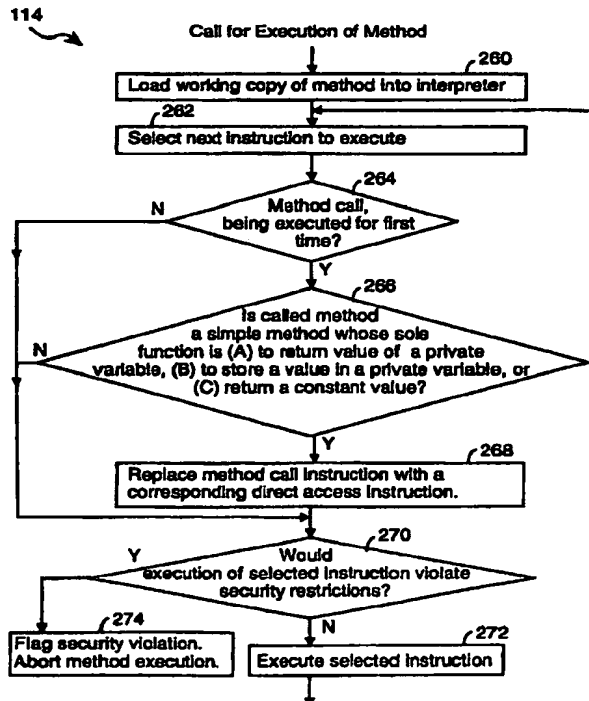 114
Call for Execution of Method
260
Load working copy of method into interpreter
262
Select next instruction to execute
264
N
Method call,
being executed for first
time?
Y
266
Is called method
a simple method whose sole
function is (A) to return value of a private
variable, (B) to store a value in a private variable, or
(C) return a constant value?
N
Y
268
Replace method call instruction with a
corresponding direct access instruction.
270
Y
Would
execution of selected instruction violate
security restrictions?
N
274
Flag security violation.
Abort method execution.
272
Execute selected instruction